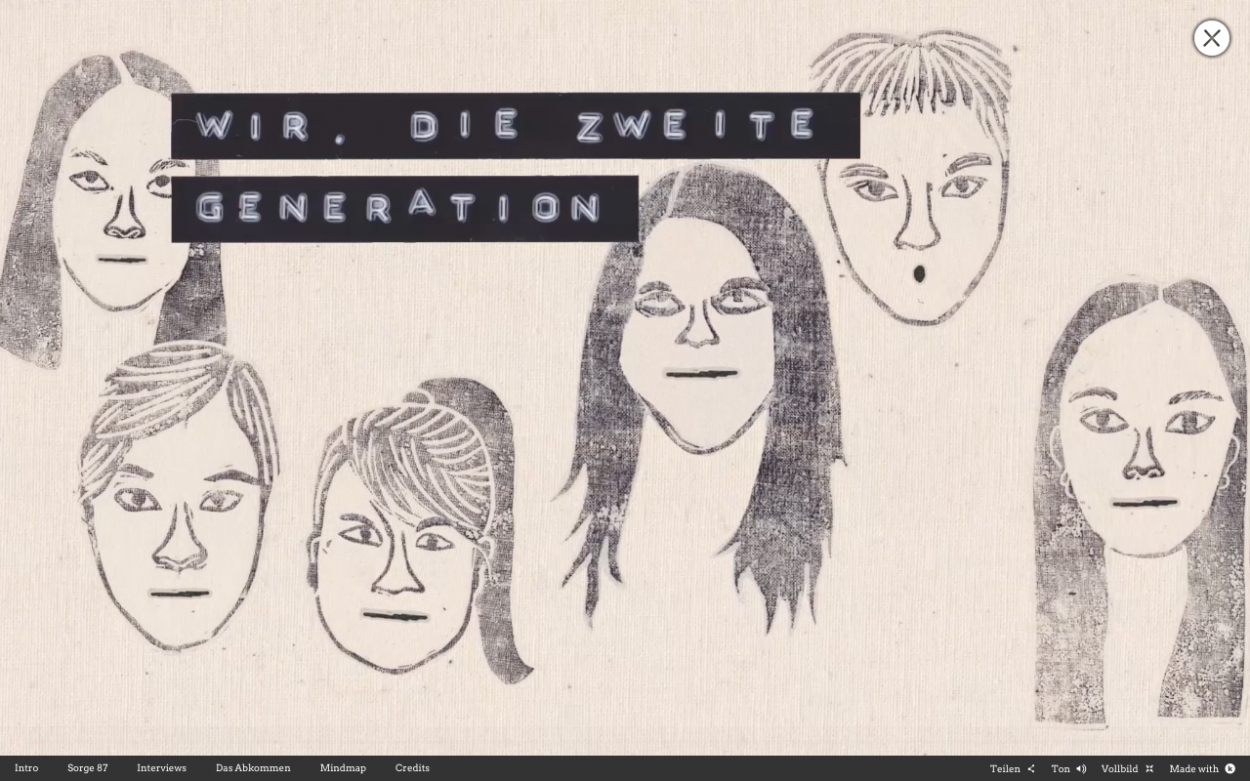 WIR, DIE ZWEITE
GENERATION
Intro Sorge 87 Interviews Das Abkommen Mindmap Credits Teilen Ton Vollbild Made with